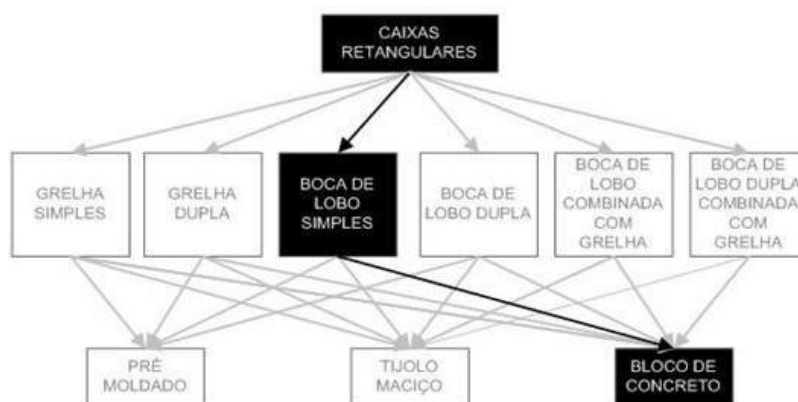 CAIXAS
RETANGULARES
GRELHA
SIMPLES
GRELHA
DUPLA
BOCA DE
LOBO
SIMPLES
BOCA DE
LOBO DUPLA
BOCA DE
LOBO
COMBINADA
COM
GRELHA
BOCA DE
LOBO DUPLA
COMBINADA
COM
GRELHA
PRÉ
MOLDADO
TIJOLO
MACIÇO
BLOCO DE
CONCRETO